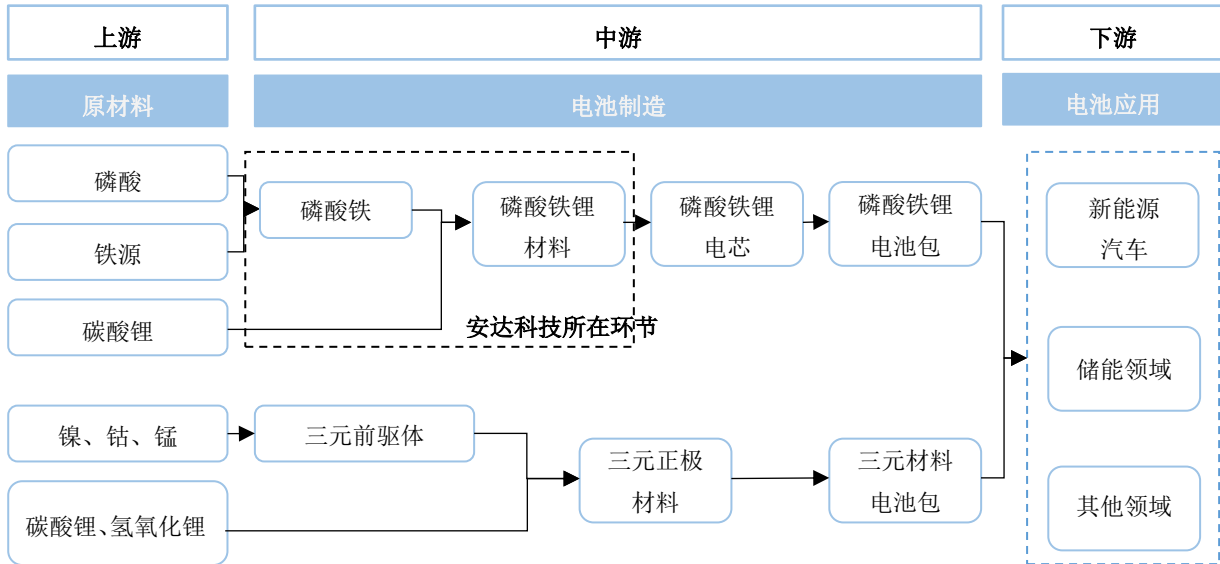 上游
中游
下游
原材料
电池制造
电池应用
磷酸
铁源
碳酸锂
磷酸铁
磷酸铁锂
材料
磷酸铁锂
电芯
磷酸铁锂
电池包
新能源
汽车
安达科技所在环节
储能领域
镍、钴、锰
三元前驱体
碳酸锂、氢氧化锂
三元正极
材料
三元材料
电池包
其他领域